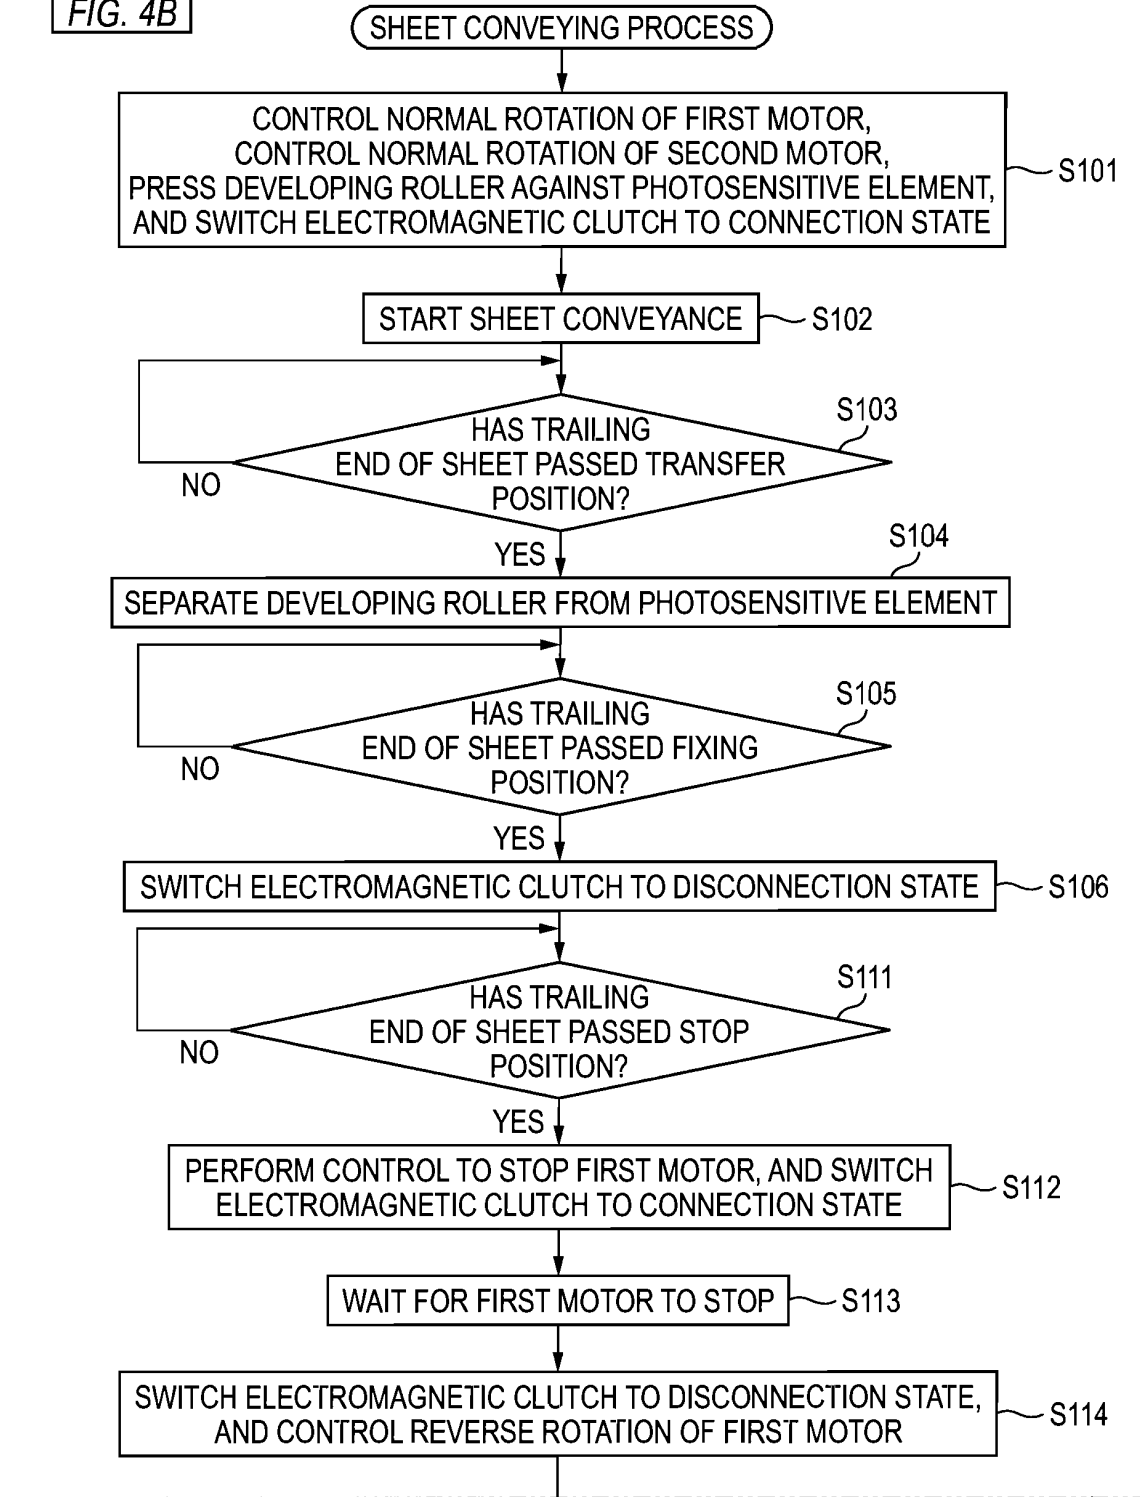 FIG. 4B
SHEET CONVEYING PROCESS
CONTROL NORMAL ROTATION OF FIRST MOTOR,
CONTROL NORMAL ROTATION OF SECOND MOTOR,
PRESS DEVELOPING ROLLER AGAINST PHOTOSENSITIVE ELEMENT,
AND SWITCH ELECTROMAGNETIC CLUTCH TO CONNECTION STATE
S101
START SHEET CONVEYANCE
S102
S103
HAS TRAILING
END OF SHEET PASSED TRANSFER
POSITION?
NO
YES
S104
SEPARATE DEVELOPING ROLLER FROM PHOTOSENSITIVE ELEMENT
S105
HAS TRAILING
END OF SHEET PASSED FIXING
POSITION?
NO
YES
SWITCH ELECTROMAGNETIC CLUTCH TO DISCONNECTION STATE
S106
S111
HAS TRAILING
END OF SHEET PASSED STOP
POSITION?
NO
YES
PERFORM CONTROL TO STOP FIRST MOTOR, AND SWITCH
ELECTROMAGNETIC CLUTCH TO CONNECTION STATE
S112
WAIT FOR FIRST MOTOR TO STOP
S113
SWITCH ELECTROMAGNETIC CLUTCH TO DISCONNECTION STATE,
AND CONTROL REVERSE ROTATION OF FIRST MOTOR
S114